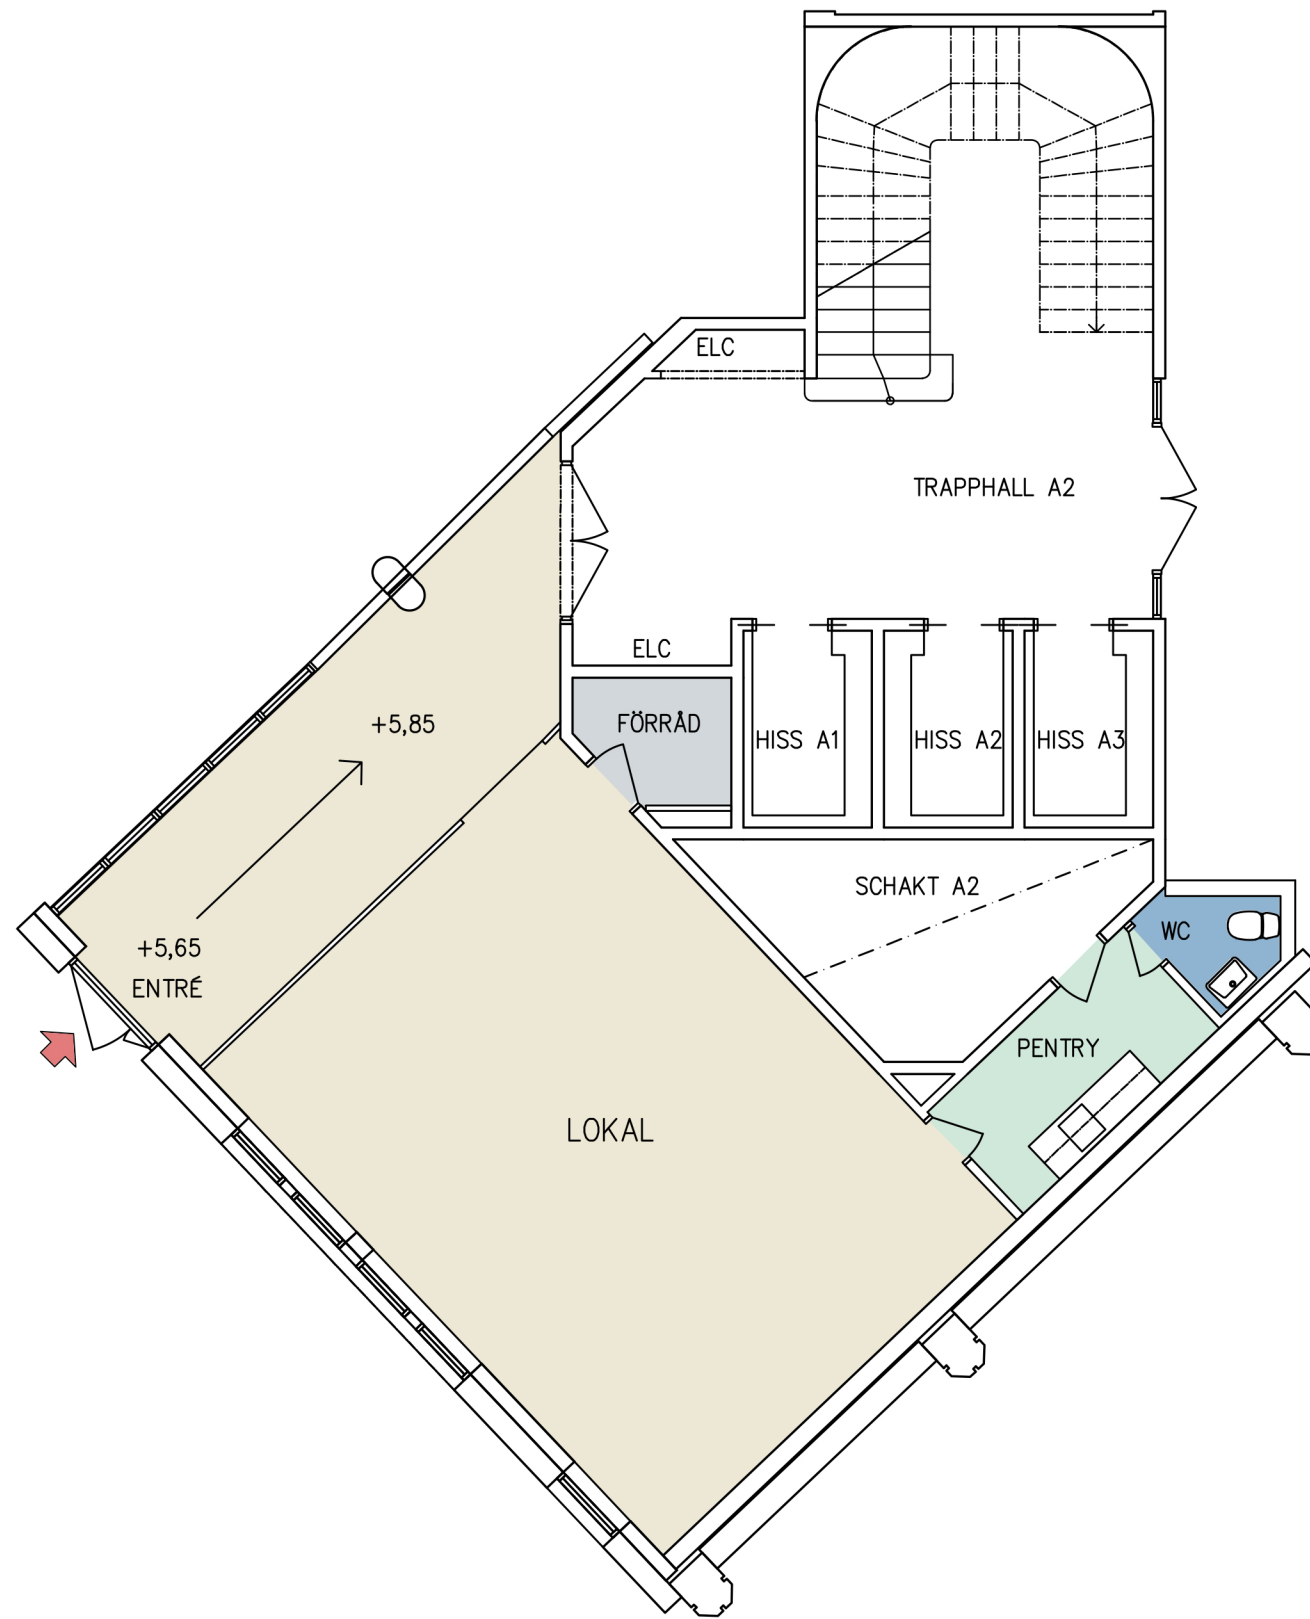 ELC
TRAPPHALL A2
ELC
+5,85
FÖRRÅD
HISS A1
HISS A2
HISS A3
SCHAKT A2
WC
+5,65
ENTRÉ
PENTRY
LOKAL